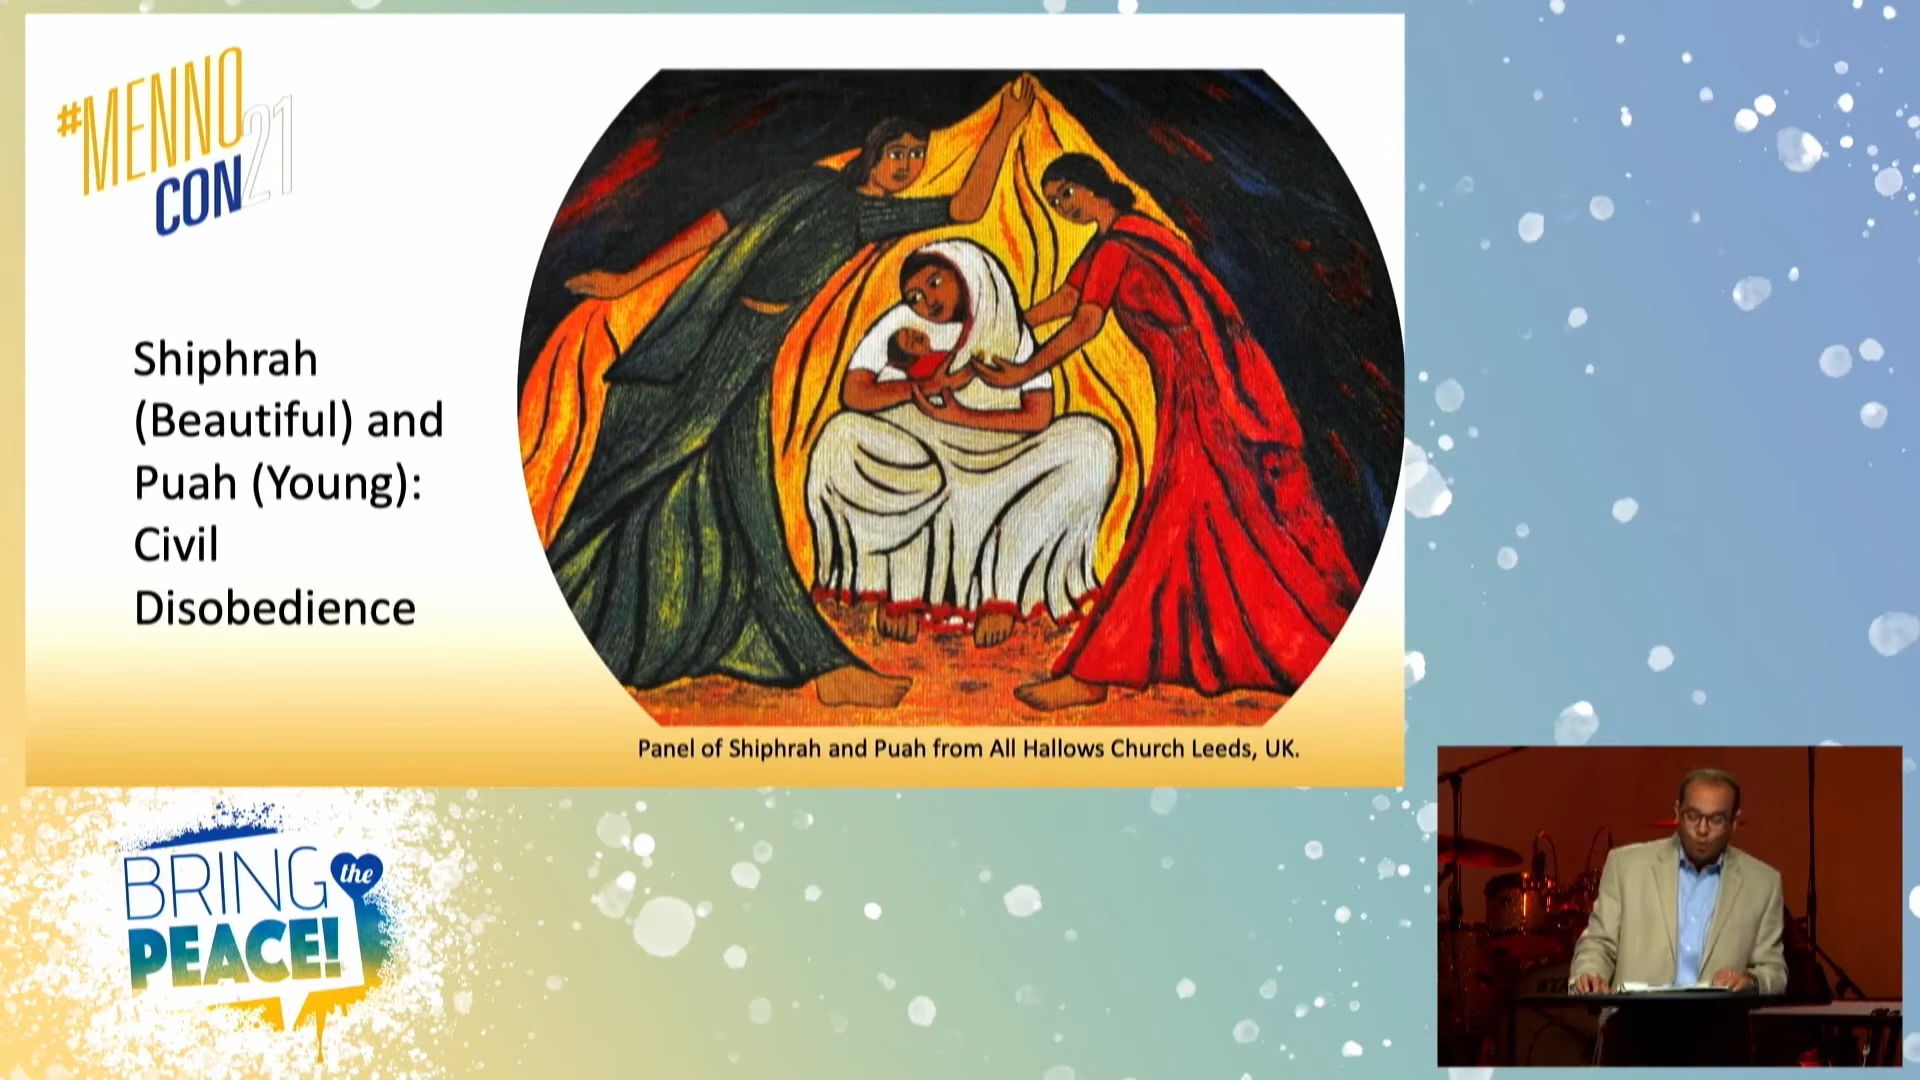 #MENNO
CON21
Shiphrah
(Beautiful) and
Puah (Young):
Civil
Disobedience
Panel of Shiphrah and Puah from All Hallows Church Leeds, UK.
BRING the
PEACE!